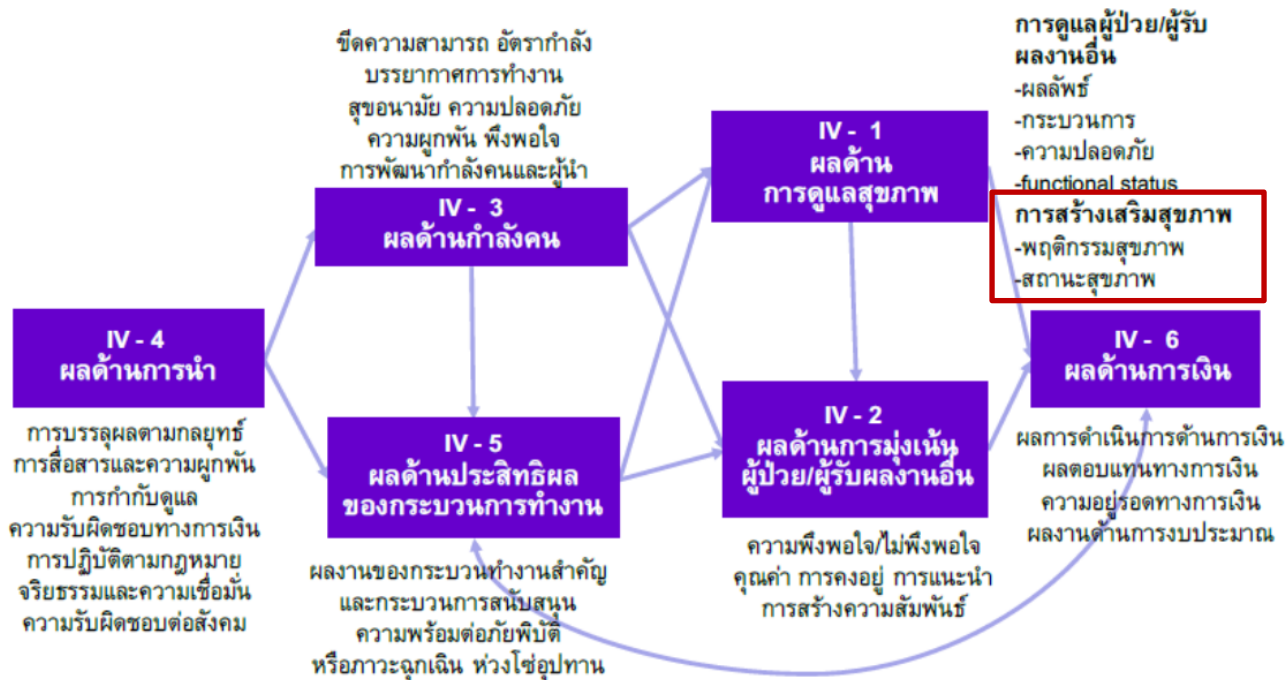 ขีดความสามารถ อัตรากำลัง
บรรยากาศการทำงาน
สุขอนามัย ความปลอดภัย
ความผูกพัน พึงพอใจ
การพัฒนากำลังคนและผู้นำ
IV - 3
ผลด้านกำลังคน
IV - 1
ผลด้าน
การดูแลสุขภาพ
การดูแลผู้ป่วย/ผู้รับ
ผลงานอื่น
-ผลลัพธ์
-กระบวนการ
-ความปลอดภัย
-functional status
การสร้างเสริมสุขภาพ
-พฤติกรรมสุขภาพ
-สถานะสุขภาพ
IV - 4
ผลด้านการนำ
การบรรลุผลตามกลยุทธ์
การสื่อสารและความผูกพัน
การกำกับดูแล
ความรับผิดชอบทางการเงิน
การปฏิบัติตามกฎหมาย
จริยธรรมและความเชื่อมั่น
ความรับผิดชอบต่อสังคม
IV - 5
ผลด้านประสิทธิผล
ของกระบวนการทำงาน
ผลงานของกระบวนทำงานสำคัญ
และกระบวนการสนับสนุน
ความพร้อมต่อภัยพิบัติ
หรือภาวะฉุกเฉิน ห่วงโซ่อุปทาน
IV - 2
ผลด้านการมุ่งเน้น
ผู้ป่วย/ผู้รับผลงานอื่น
ความพึงพอใจ/ไม่พึงพอใจ
คุณค่า การคงอยู่ การแนะนำ
การสร้างความสัมพันธ์
IV - 6
ผลด้านการเงิน
ผลการดำเนินการด้านการเงิน
ผลตอบแทนทางการเงิน
ความอยู่รอดทางการเงิน
ผลงานด้านการงบประมาณ